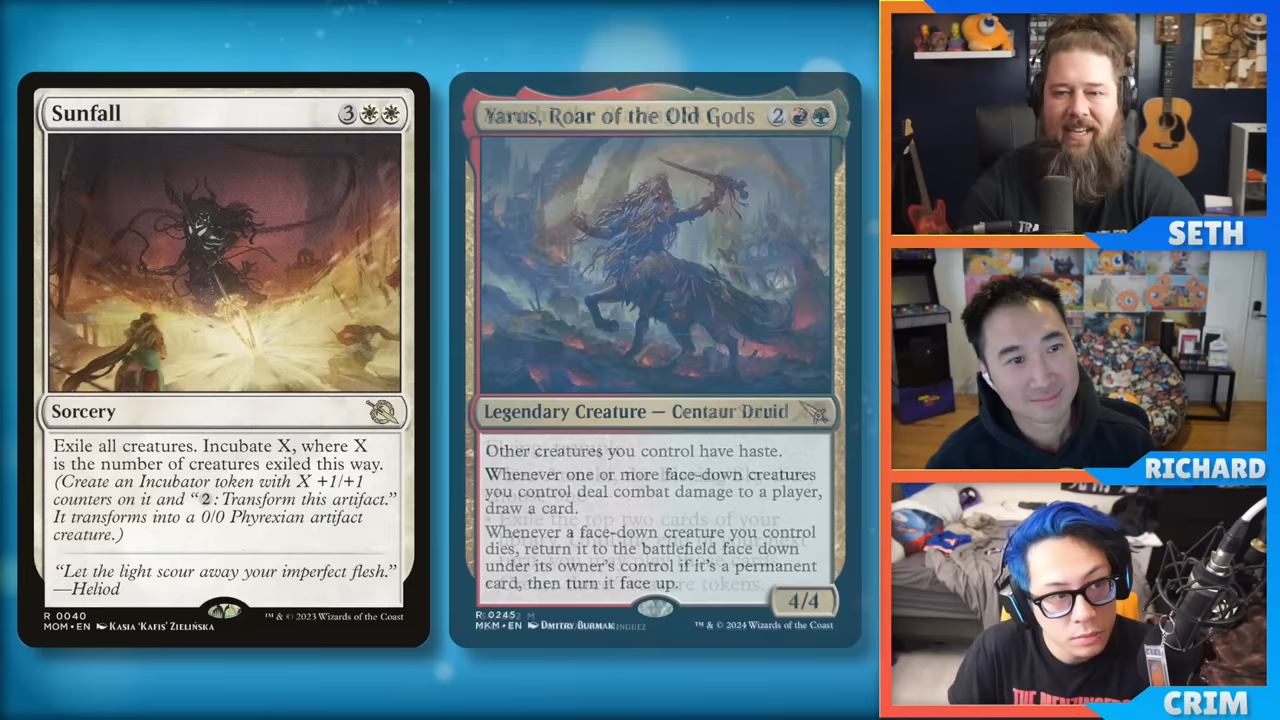 Sunfall 3
Sorcery
Exile all creatures. Incubate X, where X
is the number of creatures exiled this way.
(Create an Incubator token with X +1/+1
counters on it and “2: Transform this artifact.”
It transforms into a 0/0 Phyrexian artifact
creature.)
“Let the light scour away your imperfect flesh.”
—Heliod
R 0040
MOM • EN Kasia ‘Kafis’ Zielińska
™ & © 2023 Wizards of the Coast
Yarus, Roar of the Old Gods 2
Legendary Creature — Centaur Druid
Other creatures you control have haste.
Whenever one or more face-down creatures
you control deal combat damage to a player,
draw a card.
Whenever a face-down creature you control
dies, return it to the battlefield face down
under its owner’s control if it’s a permanent
card, then turn it face up.
4/4
R 0245
MKM • EN Dmitry Burmak
™ & © 2024 Wizards of the Coast
SETH
RICHARD
THE MENZINGERS
CRIM